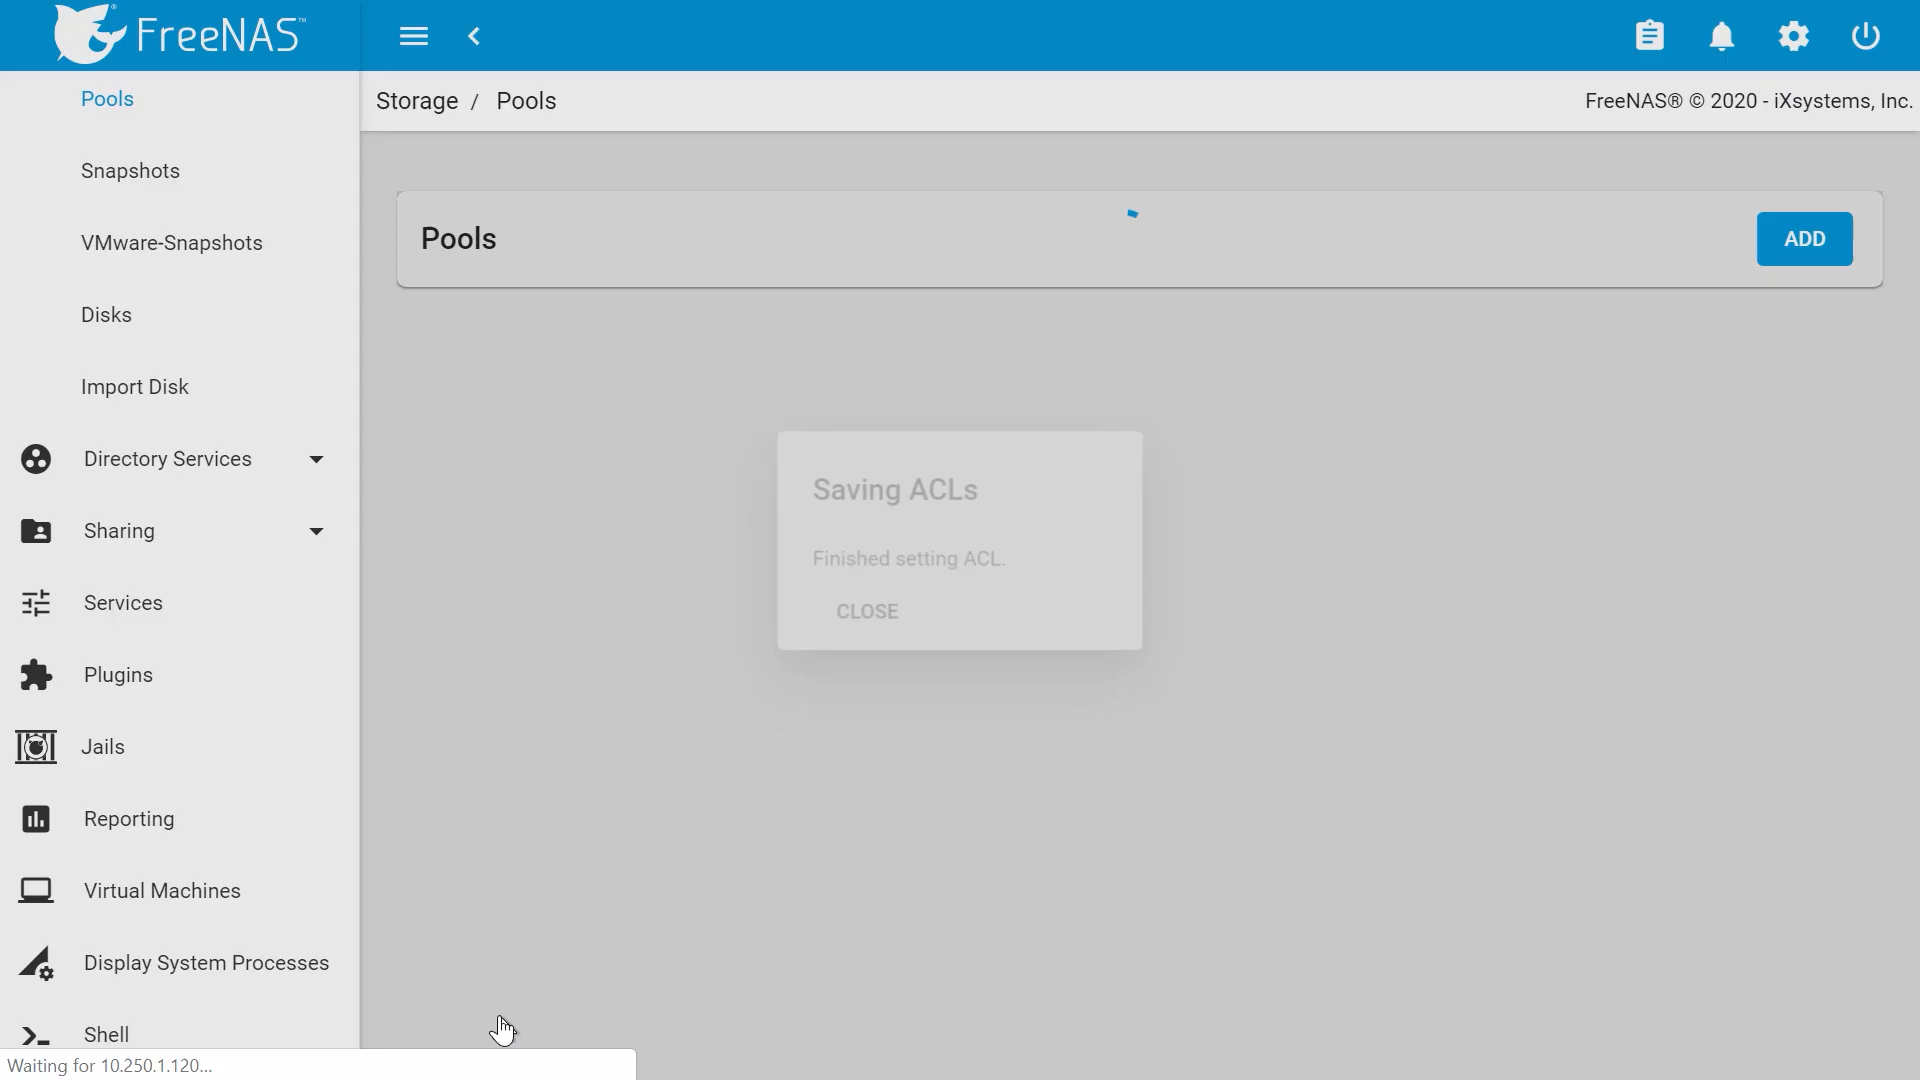 FreeNAS™
Storage / Pools
FreeNAS® © 2020 - iXsystems, Inc.
Pools
Snapshots
VMware-Snapshots
Disks
Import Disk
Directory Services
Sharing
Services
Plugins
Jails
Reporting
Virtual Machines
Display System Processes
Shell
Pools
ADD
Saving ACLs
Finished setting ACL.
CLOSE
Waiting for 10.250.1.120...